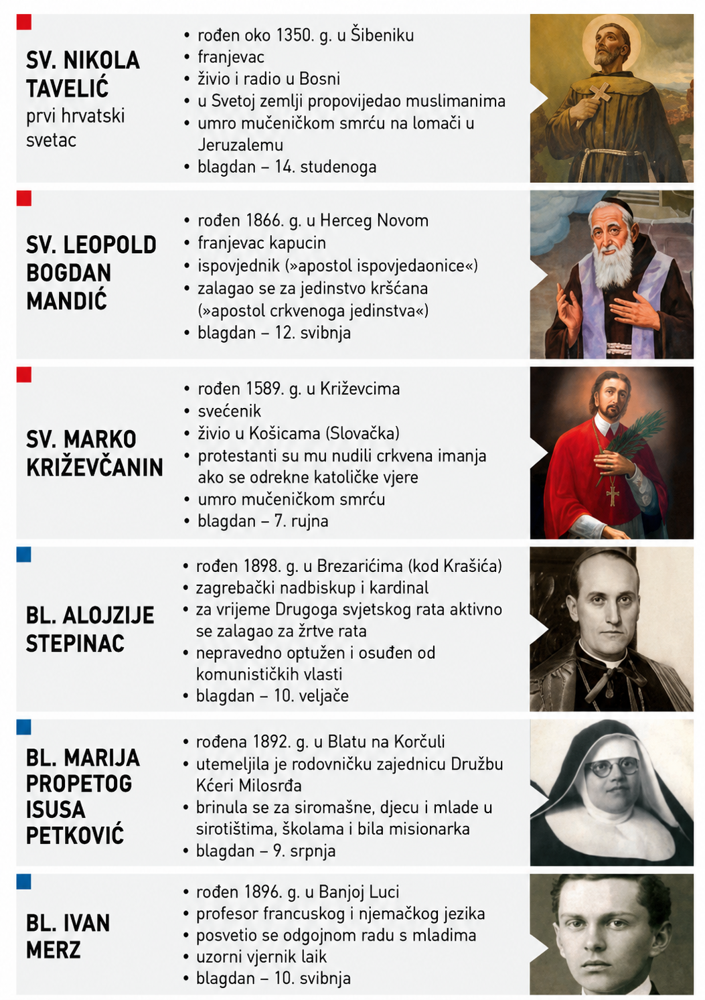 SV. NIKOLA
TAVELIĆ
prvi hrvatski
svetac
• rođen oko 1350. g. u Šibeniku
• franjevac
• živio i radio u Bosni
• u Svetoj zemlji propovijedao muslimanima
• umro mučeničkom smrću na lomači u
Jeruzalemu
• blagdan – 14. studenoga
SV. LEOPOLD
BOGDAN
MANDIĆ
• rođen 1866. g. u Herceg Novom
• franjevac kapucin
• ispovjednik (»apostol ispovjedaonice«)
• zalagao se za jedinstvo kršćana
(»apostol crkvenoga jedinstva«)
• blagdan – 12. svibnja
SV. MARKO
KRIŽEVČANIN
• rođen 1589. g. u Križevcima
• svećenik
• živio u Košicama (Slovačka)
• protestanti su mu nudili crkvena imanja
ako se odrekne katoličke vjere
• umro mučeničkom smrću
• blagdan – 7. rujna
BL. ALOJZIJE
STEPINAC
• rođen 1898. g. u Brezarićima (kod Krašića)
• zagrebački nadbiskup i kardinal
• za vrijeme Drugoga svjetskog rata aktivno
se zalagao za žrtve rata
• nepravedno optužen i osuđen od
komunističkih vlasti
• blagdan – 10. veljače
BL. MARIJA
PROPETOG
ISUSA
PETKOVIĆ
• rođena 1892. g. u Blatu na Korčuli
• utemeljila je rodovničku zajednicu Družbu
Kćeri Milosrđa
• brinula se za siromašne, djecu i mlade u
sirotištima, školama i bila misionarka
• blagdan – 9. srpnja
BL. IVAN
MERZ
• rođen 1896. g. u Banjoj Luci
• profesor francuskog i njemačkog jezika
• posvetio se odgojnom radu s mladima
• uzorni vjernik laik
• blagdan – 10. svibnja